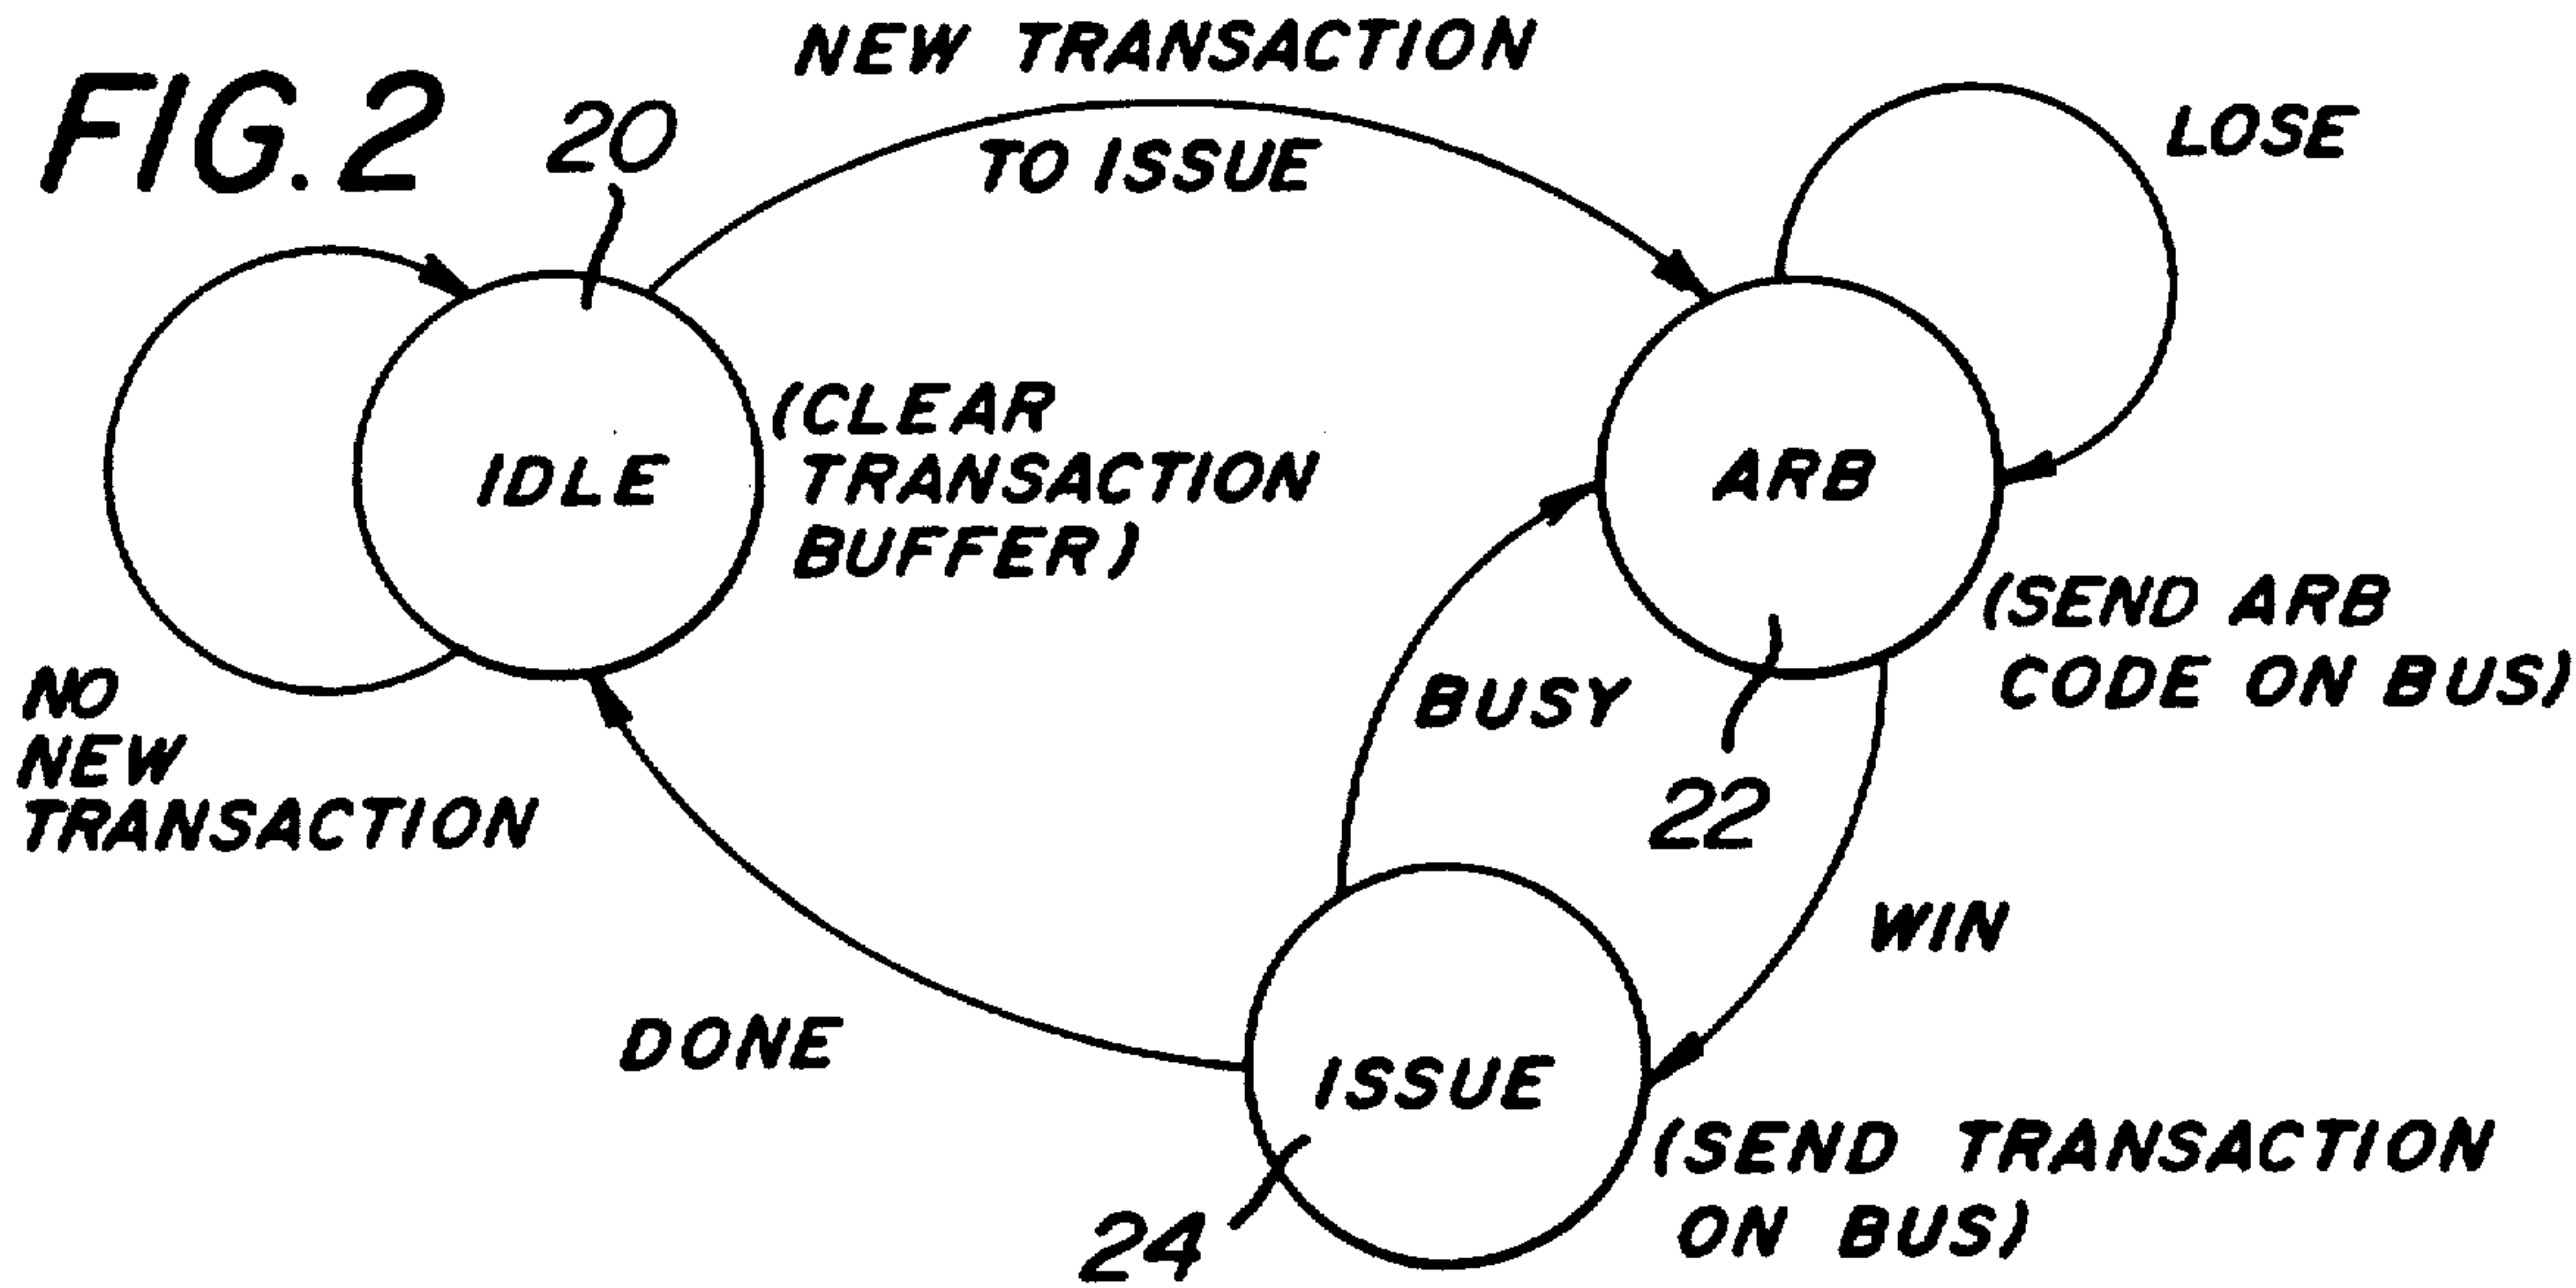 FIG. 2
20
NEW TRANSACTION
TO ISSUE
LOSE
IDLE
(CLEAR
TRANSACTION
BUFFER)
ARB
(SEND ARB
CODE ON BUS)
NO
NEW
TRANSACTION
BUSY
22
WIN
DONE
ISSUE
(SEND TRANSACTION
ON BUS)
24